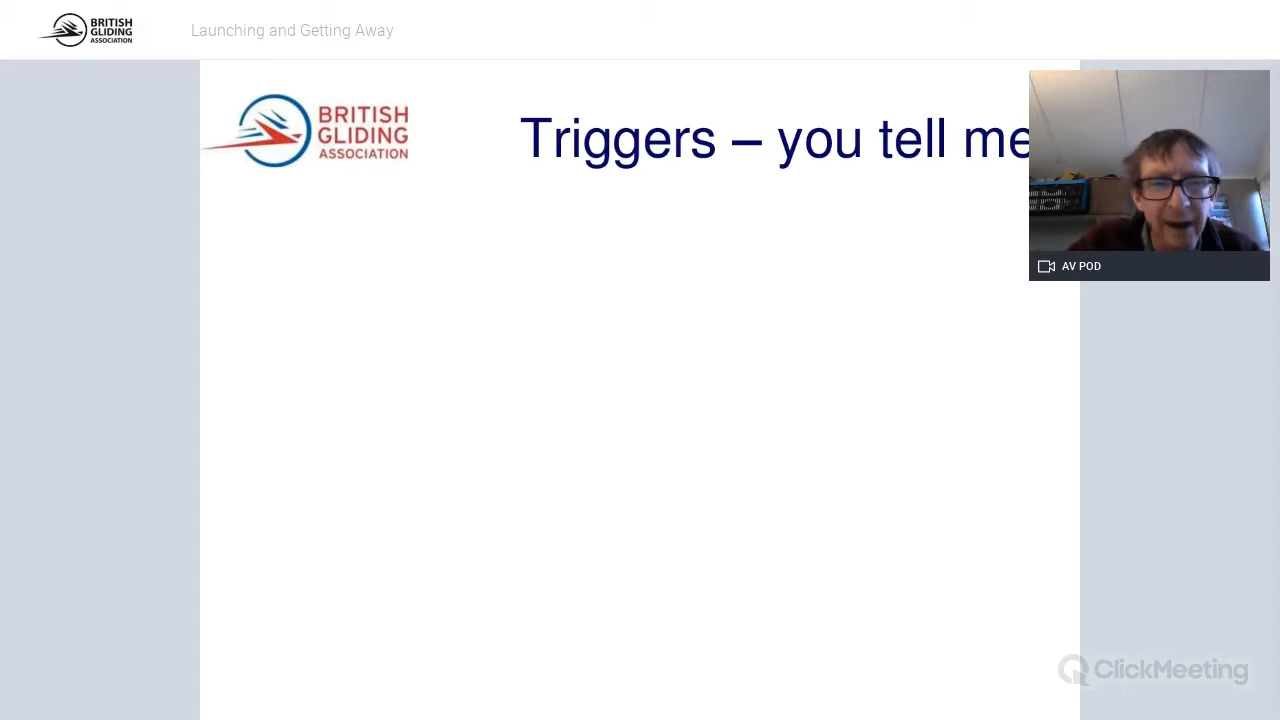 BRITISH
GLIDING
ASSOCIATION
Launching and Getting Away
BRITISH
GLIDING
ASSOCIATION
Triggers – you tell me
AV POD
ClickMeeting